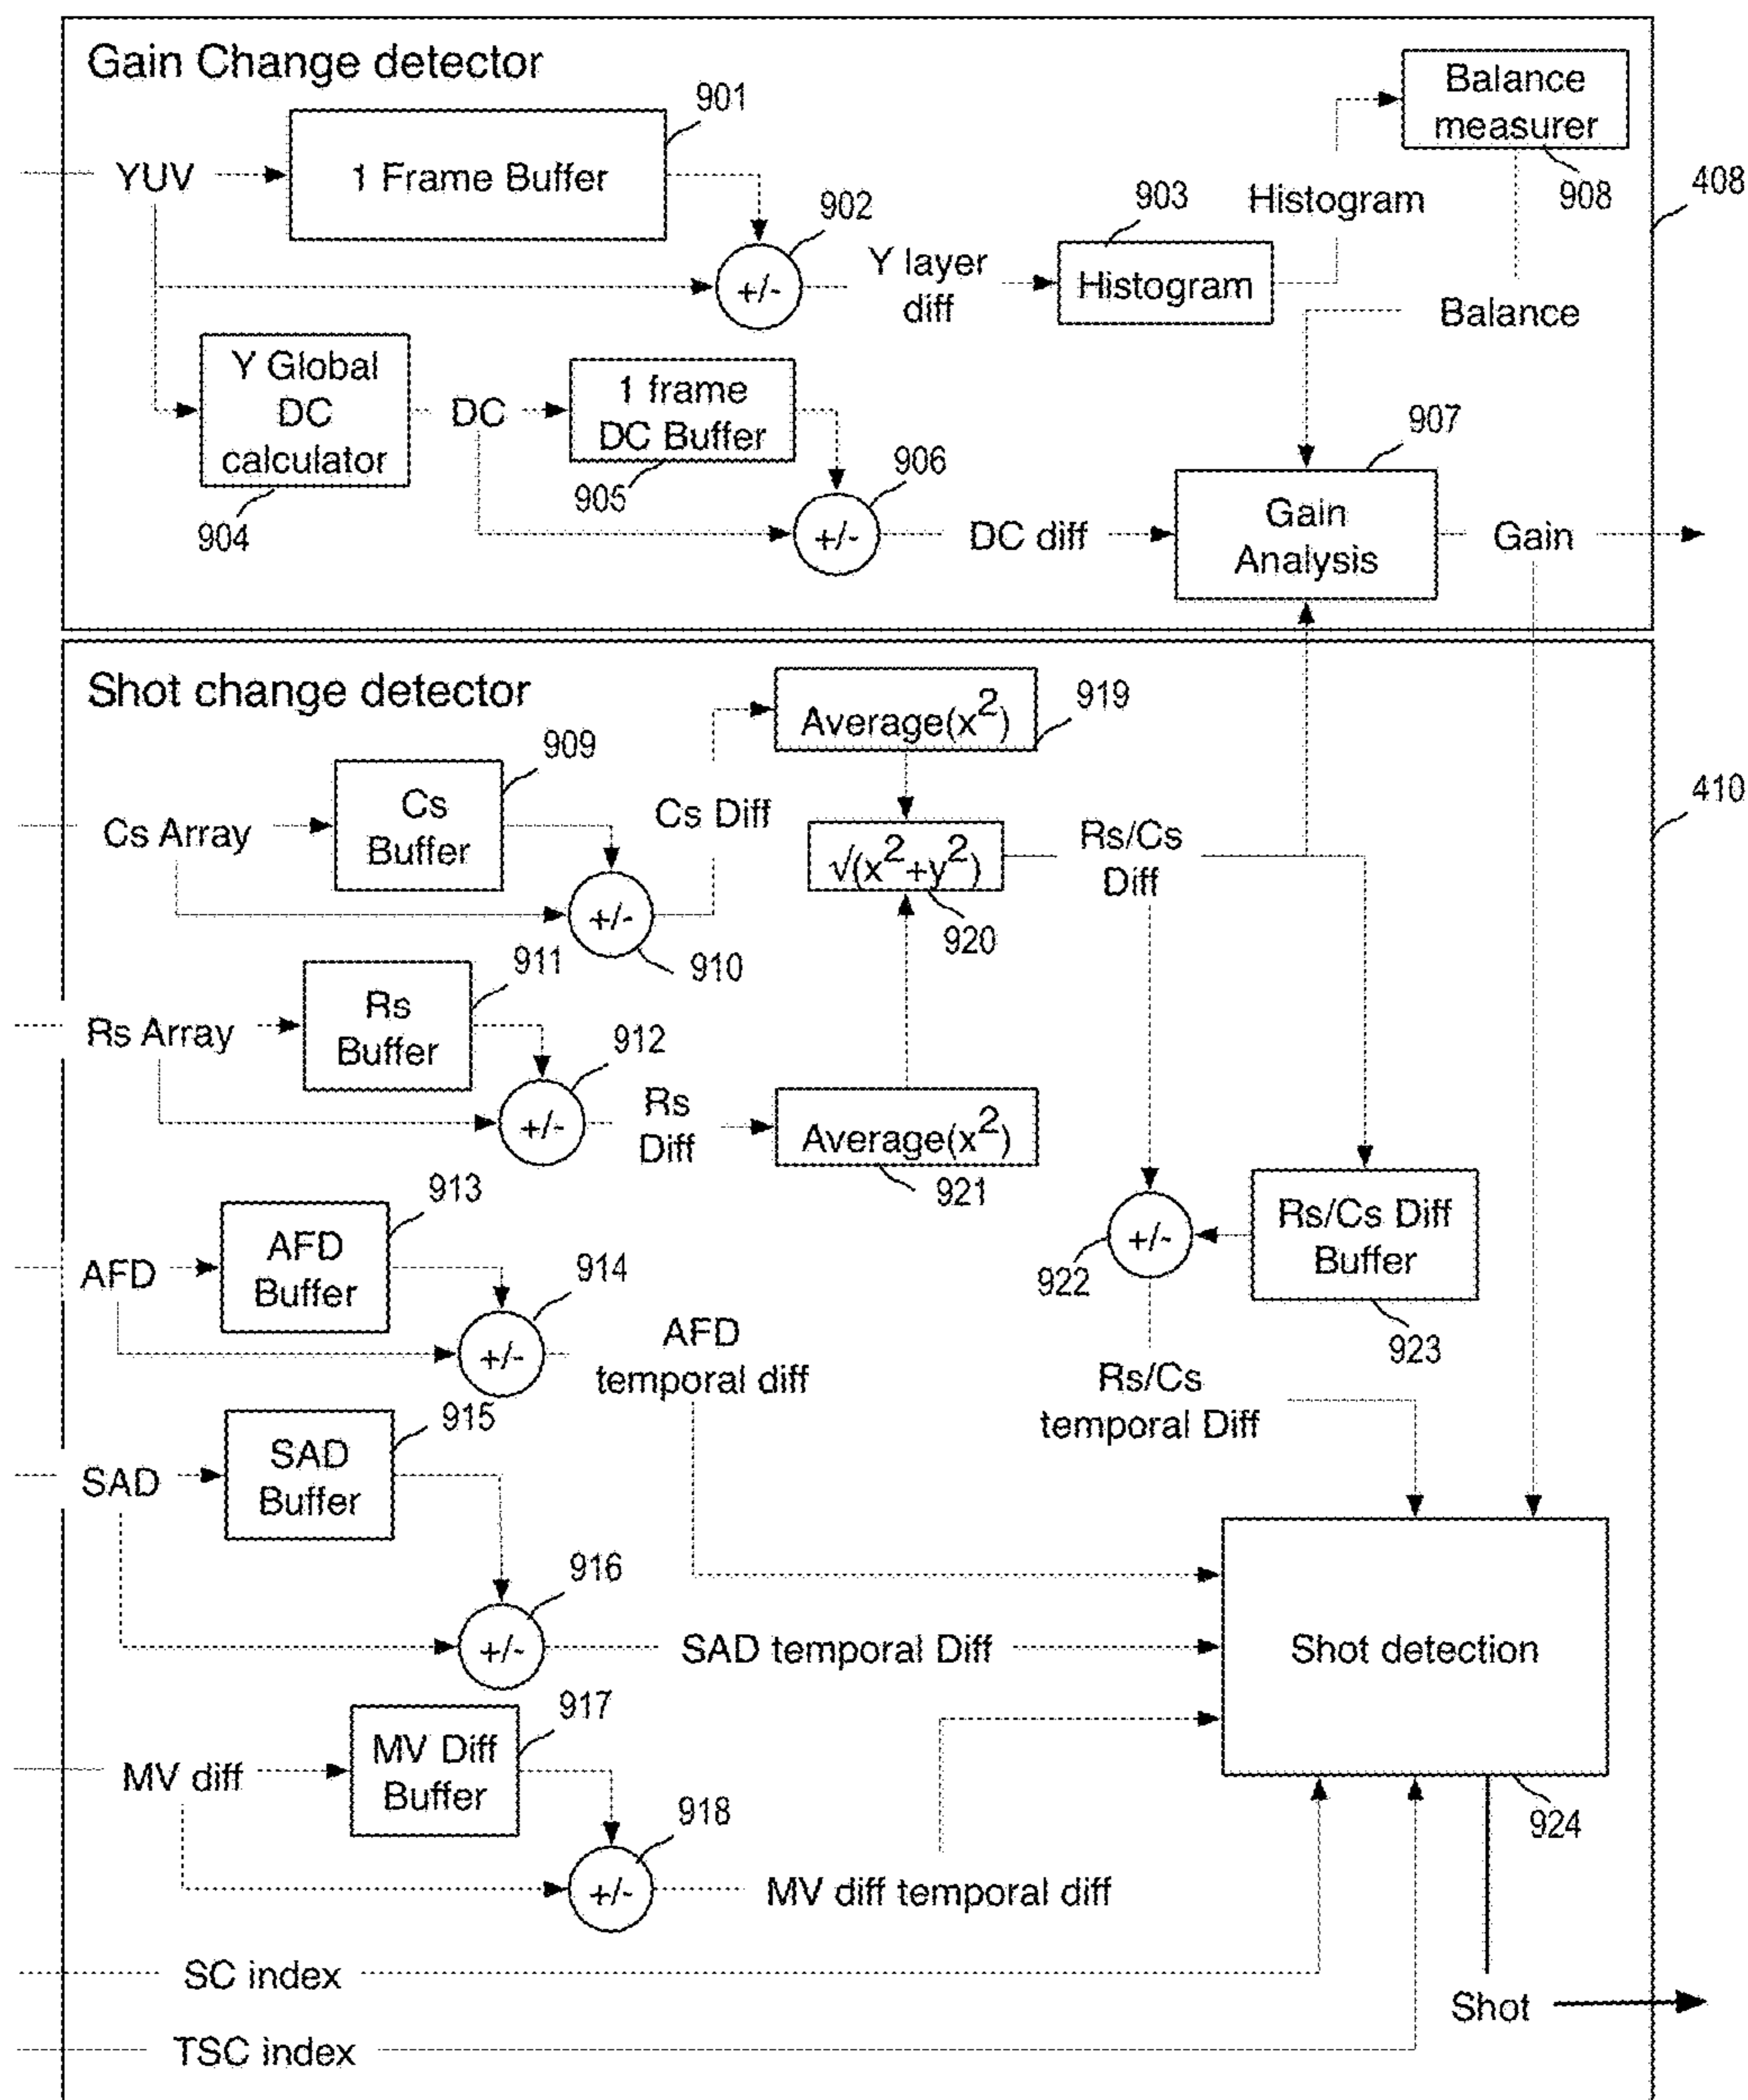 Gain Change detector
901
Balance
measurer
YUV
1 Frame Buffer
908
408
902
903
Histogram
+/-
Y layer
diff
Histogram
Balance
Y Global
DC
calculator
DC
1 frame
DC Buffer
907
904
905
906
+/-
DC diff
Gain
Analysis
Gain
Shot change detector
Average(x²)
919
909
410
Cs Array
Cs
Buffer
Cs Diff
√(x²+y²)
Rs/Cs
Diff
+/-
910
920
911
Rs Array
Rs
Buffer
912
+/-
Rs
Diff
Average(x²)
921
913
AFD
AFD
Buffer
914
+/-
922
Rs/Cs Diff
Buffer
923
+/-
AFD
temporal diff
Rs/Cs
temporal Diff
915
SAD
SAD
Buffer
916
+/-
SAD temporal Diff
Shot detection
917
MV diff
MV Diff
Buffer
918
924
+/-
MV diff temporal diff
SC index
Shot
TSC index